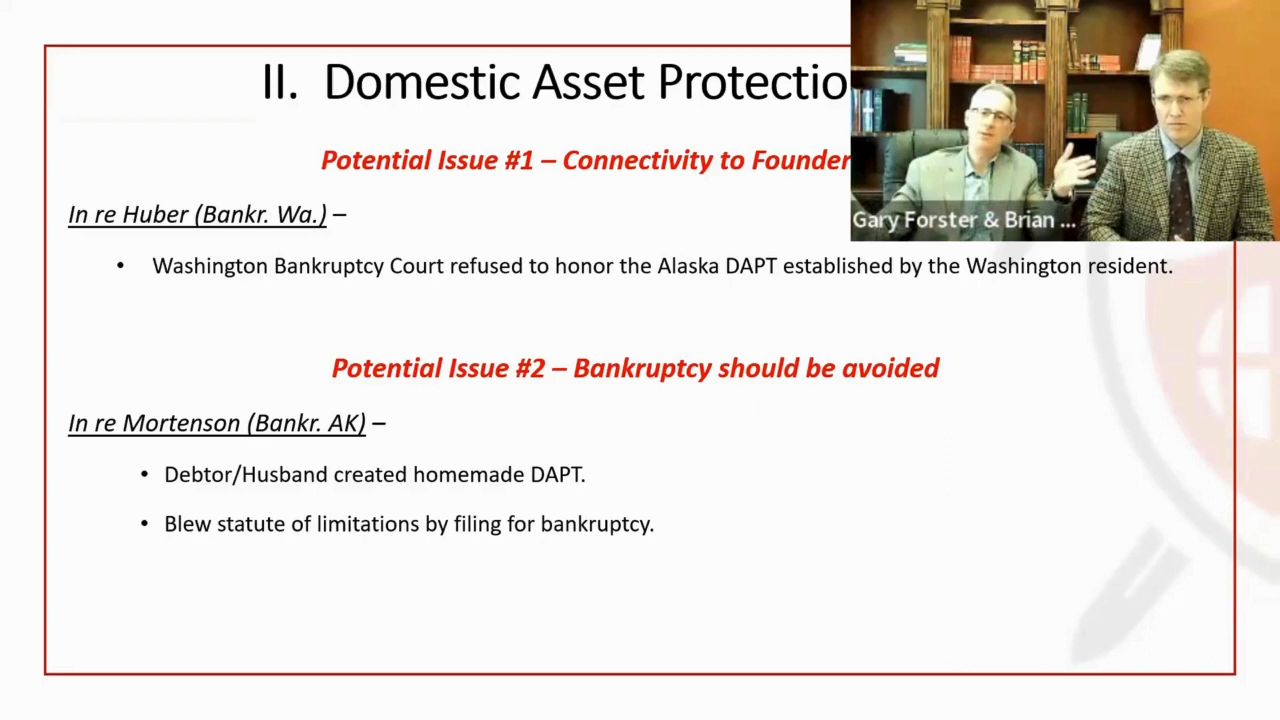 II. Domestic Asset Protectio
Potential Issue #1 – Connectivity to Founder
Gary Forster & Brian ...
In re Huber (Bankr. Wa.) –
• Washington Bankruptcy Court refused to honor the Alaska DAPT established by the Washington resident.
Potential Issue #2 – Bankruptcy should be avoided
In re Mortenson (Bankr. AK) –
• Debtor/Husband created homemade DAPT.
• Blew statute of limitations by filing for bankruptcy.